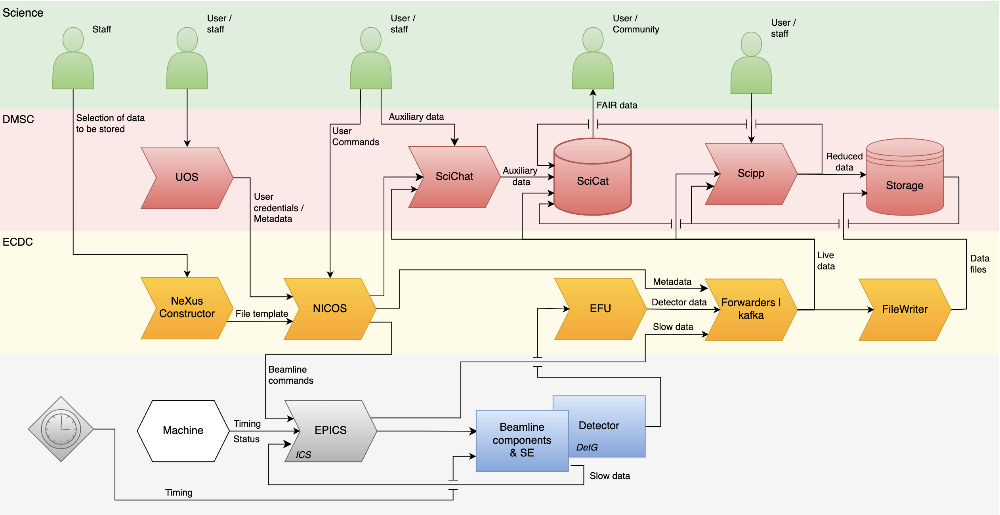 Science
Staff
User /
staff
User /
staff
User /
Community
User /
staff
FAIR data
DMSC
Selection of data
to be stored
Auxiliary data
User
Commands
UOS
SciChat
Auxiliary
data
SciCat
Scipp
Reduced
data
Storage
User
credentials /
Metadata
ECDC
Live
data
Data
files
NeXus
Constructor
File template
NICOS
EFU
Metadata
Detector data
Slow data
Forwarders |
kafka
FileWriter
Beamline
commands
Machine
Timing
Status
EPICS
ICS
Beamline
components
& SE
Detector
DetG
Slow data
Timing